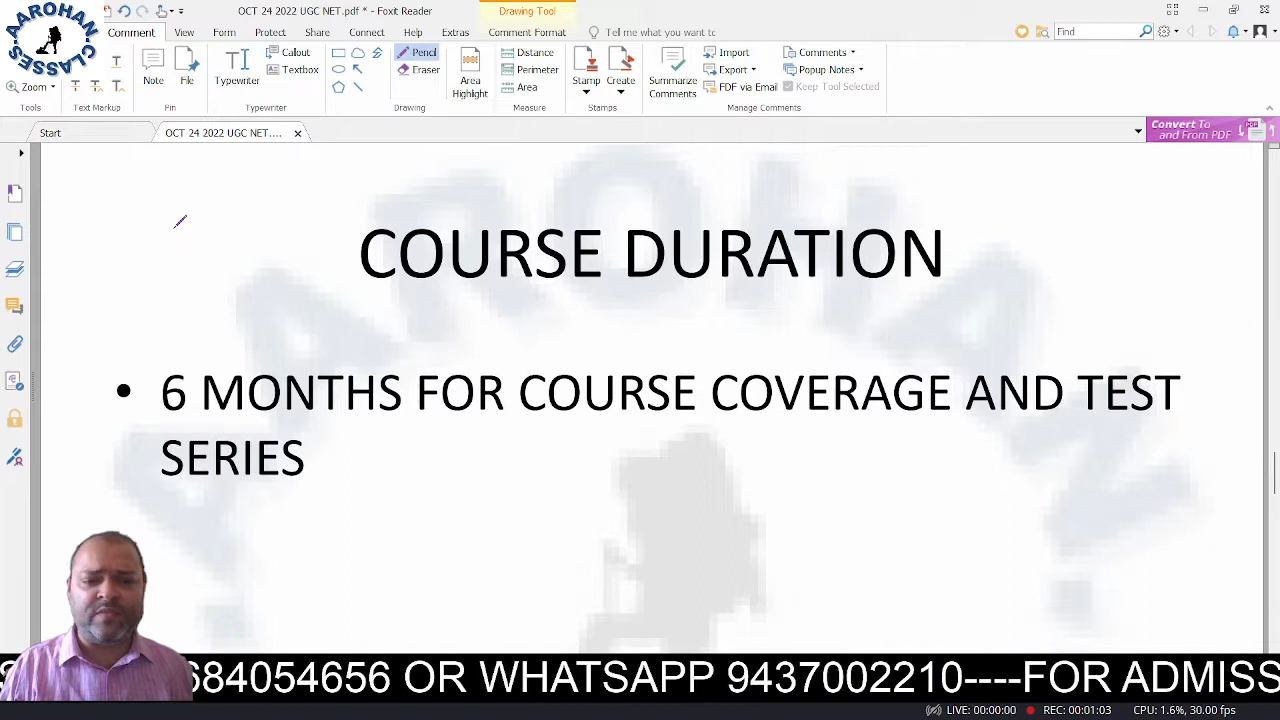 OCT 24 2022 UGC NET.pdf * - Foxit Reader
Drawing Tool
Comment View Form Protect Share Connect Help Extras Comment Format Tell me what you want to Find
Callout
Pencil
Distance
Import
Comments
Textbox
Eraser
Perimeter
Export
Popup Notes
Zoom
Note File Typewriter
Area Highlight
Area
Stamp Create
Summarize Comments
FDF via Email
Keep Tool Selected
Tools Text Markup Pin Typewriter Drawing Measure Stamps Manage Comments
Start OCT 24 2022 UGC NET....
Convert To
and From PDF
AAROHAN CLASSES
COURSE DURATION
• 6 MONTHS FOR COURSE COVERAGE AND TEST
SERIES
684054656 OR WHATSAPP 9437002210----FOR ADMISS
LIVE: 00:00:00 REC: 00:01:03 CPU: 1.6%, 30.00 fps